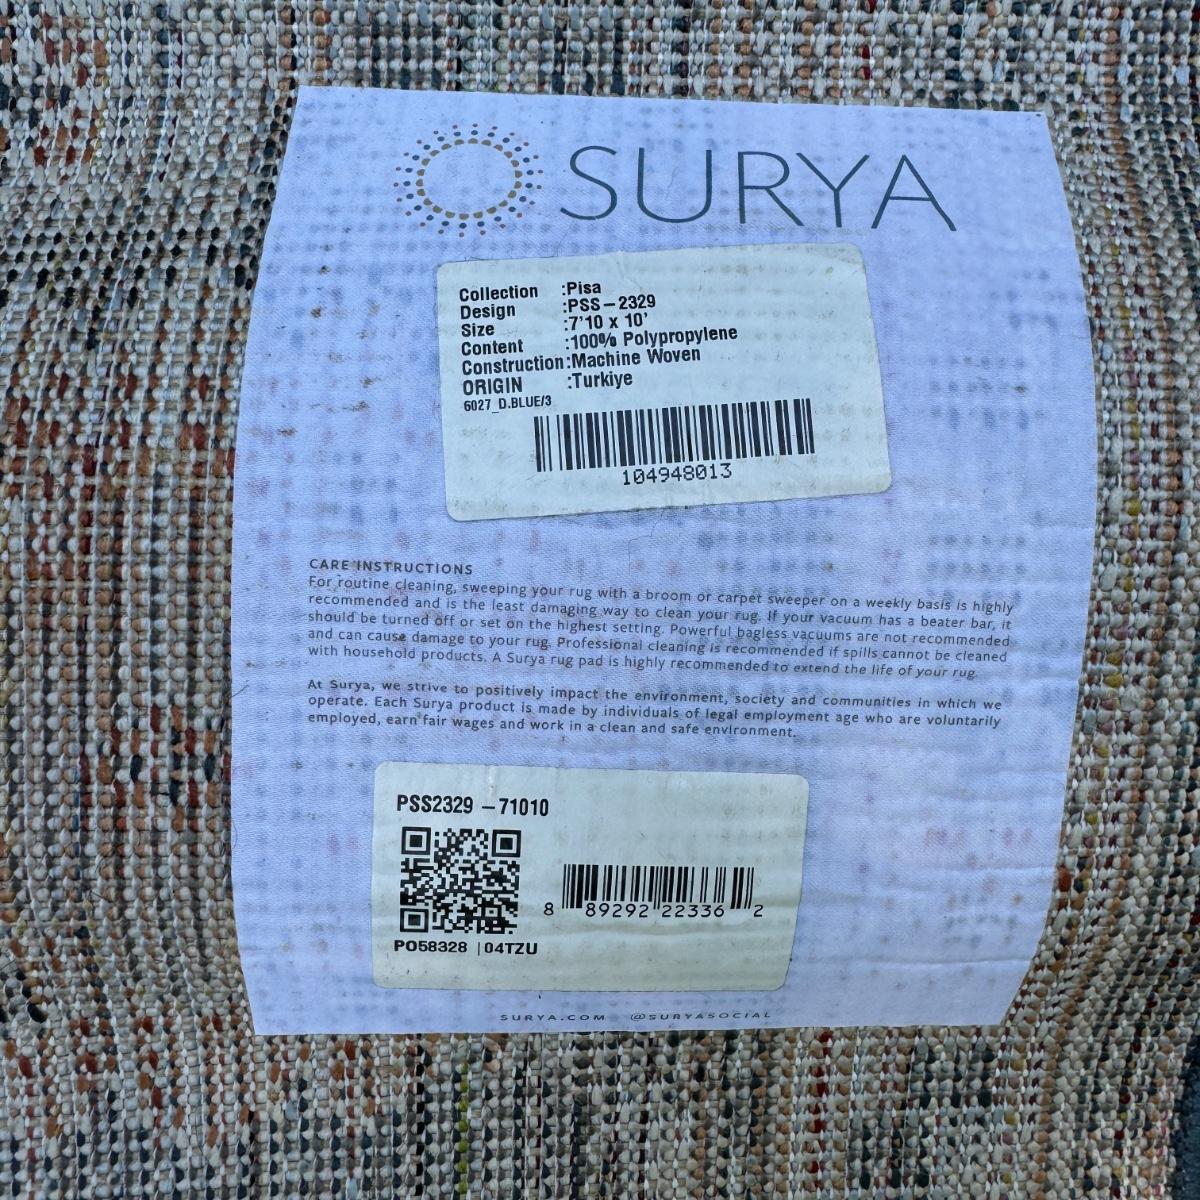 SURYA
Collection :Pisa
Design :PSS-2329
Size :7'10 x 10'
Content :100% Polypropylene
Construction:Machine Woven
ORIGIN :Turkiye
6027_D.BLUE/3
104948013
CARE INSTRUCTIONS
For routine cleaning, sweeping your rug with a broom or carpet sweeper on a weekly basis is highly
recommended and is the least damaging way to clean your rug. If your vacuum has a beater bar, it
should be turned off or set on the highest setting. Powerful bagless vacuums are not recommended
and can cause damage to your rug. Professional cleaning is recommended if spills cannot be cleaned
with household products. A Surya rug pad is highly recommended to extend the life of your rug.
At Surya, we strive to positively impact the environment, society and communities in which we
operate. Each Surya product is made by individuals of legal employment age who are voluntarily
employed, earn fair wages and work in a clean and safe environment.
PSS2329 -71010
8 89292 22336 2
PO58328 |04TZU
SURYA.COM @SURYASOCIAL